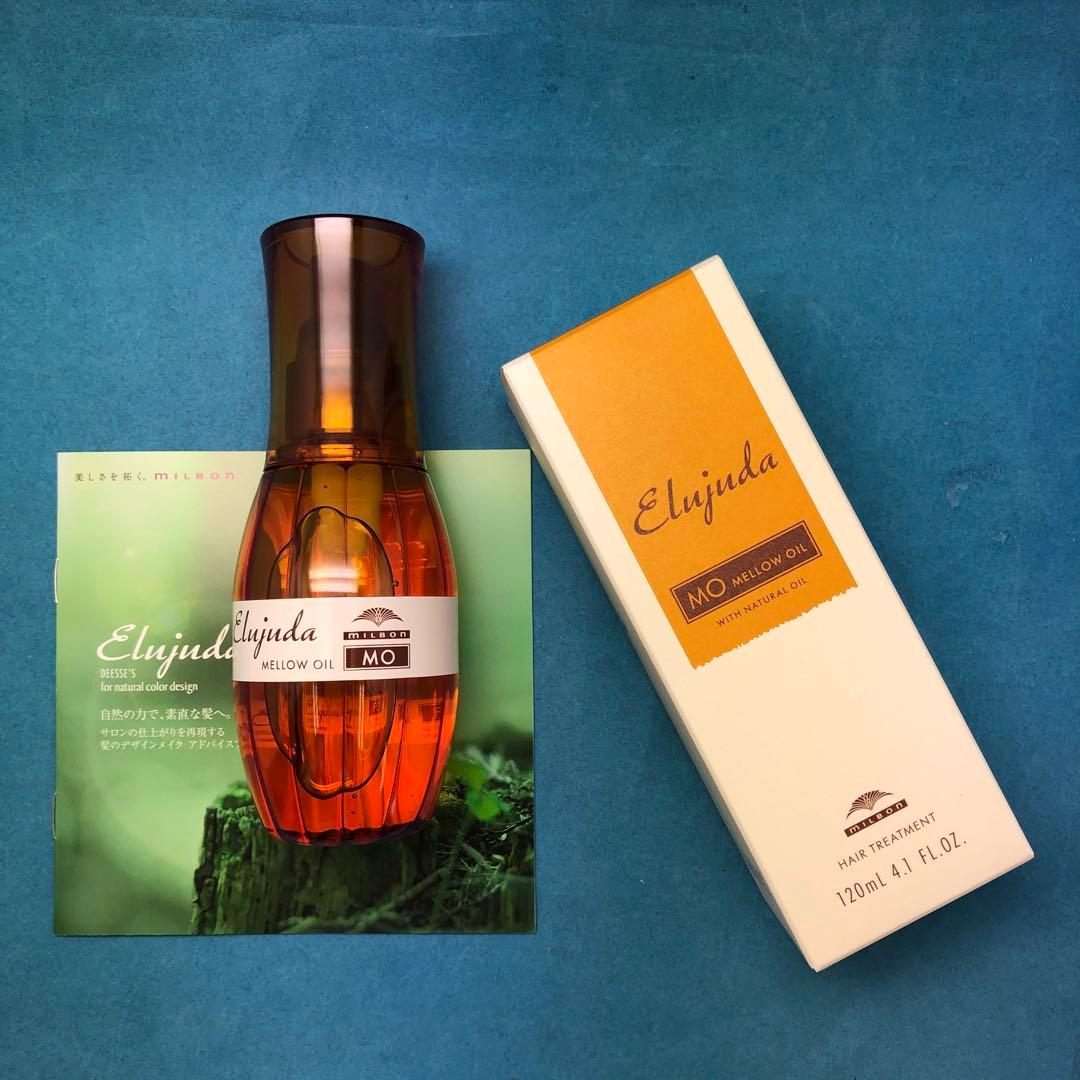 美しさを拓く。 MILBON
Elujuda
DEESSE'S
for natural color design
自然の力で、素直な髪へ。
サロンの仕上がりを再現する
髪のデザインメイク アドバイス
Elujuda
MELLOW OIL
MILBON
MO
Elujuda
MO MELLOW OIL
WITH NATURAL OIL
MILBON
HAIR TREATMENT
120mL 4.1 FL.OZ.